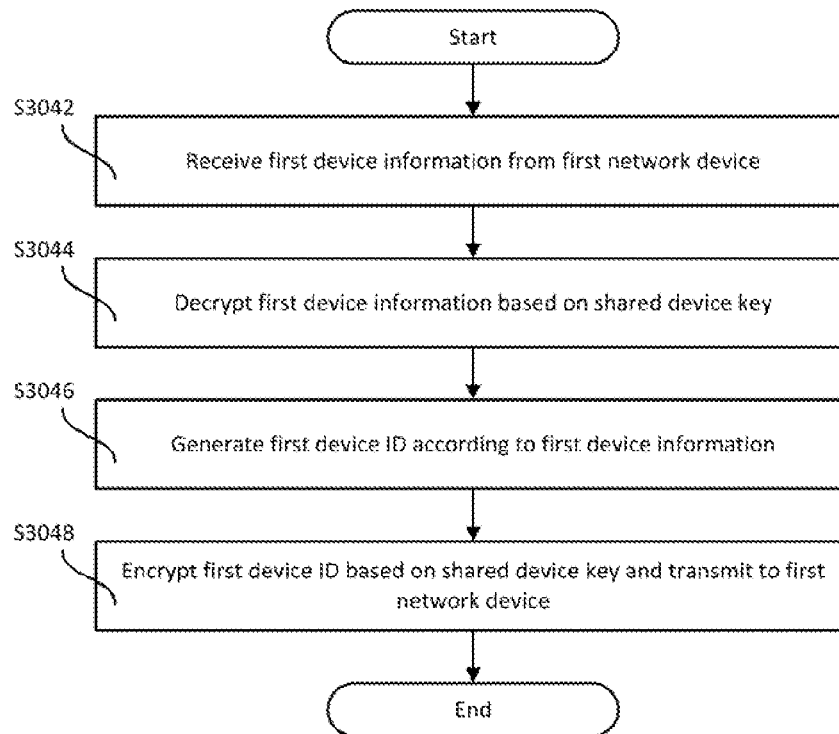 Start
S3042
Receive first device information from first network device
S3044
Decrypt first device information based on shared device key
S3046
Generate first device ID according to first device information
S3048
Encrypt first device ID based on shared device key and transmit to first
network device
End